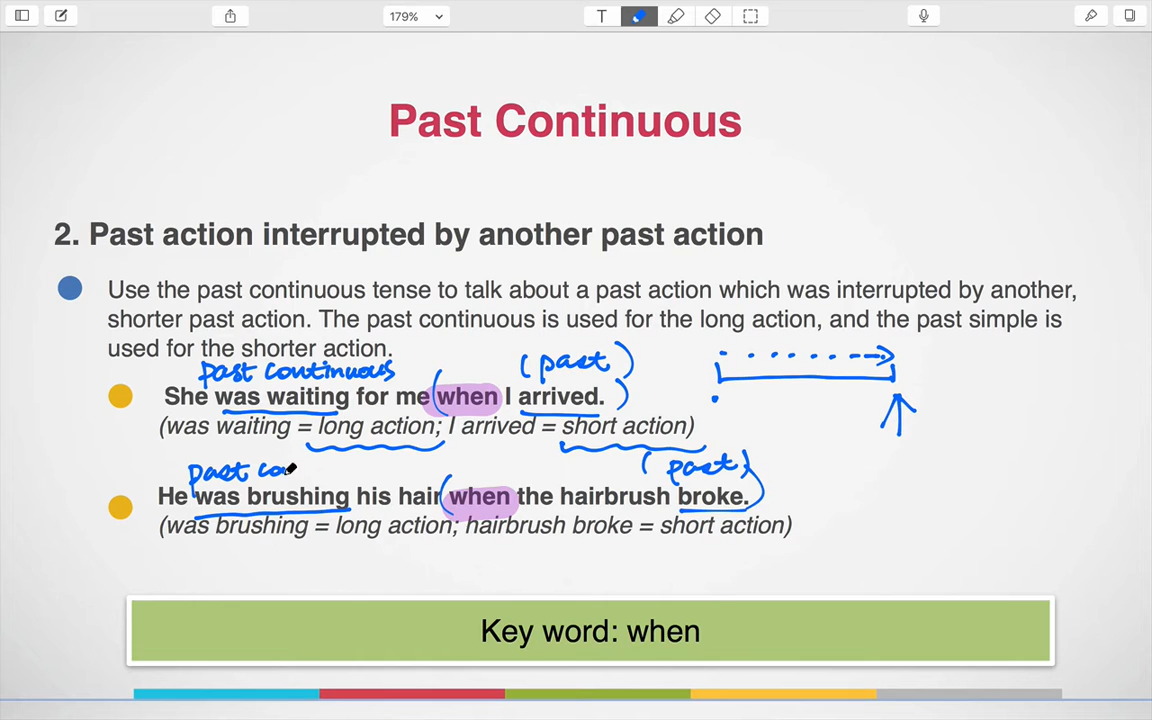 179%
T
Past Continuous
2. Past action interrupted by another past action
Use the past continuous tense to talk about a past action which was interrupted by another,
shorter past action. The past continuous is used for the long action, and the past simple is
used for the shorter action.
past continuous (past)
She was waiting for me (when I arrived.)
(was waiting = long action; I arrived = short action)
past con (past)
He was brushing his hair (when the hairbrush broke.)
(was brushing = long action; hairbrush broke = short action)
Key word: when